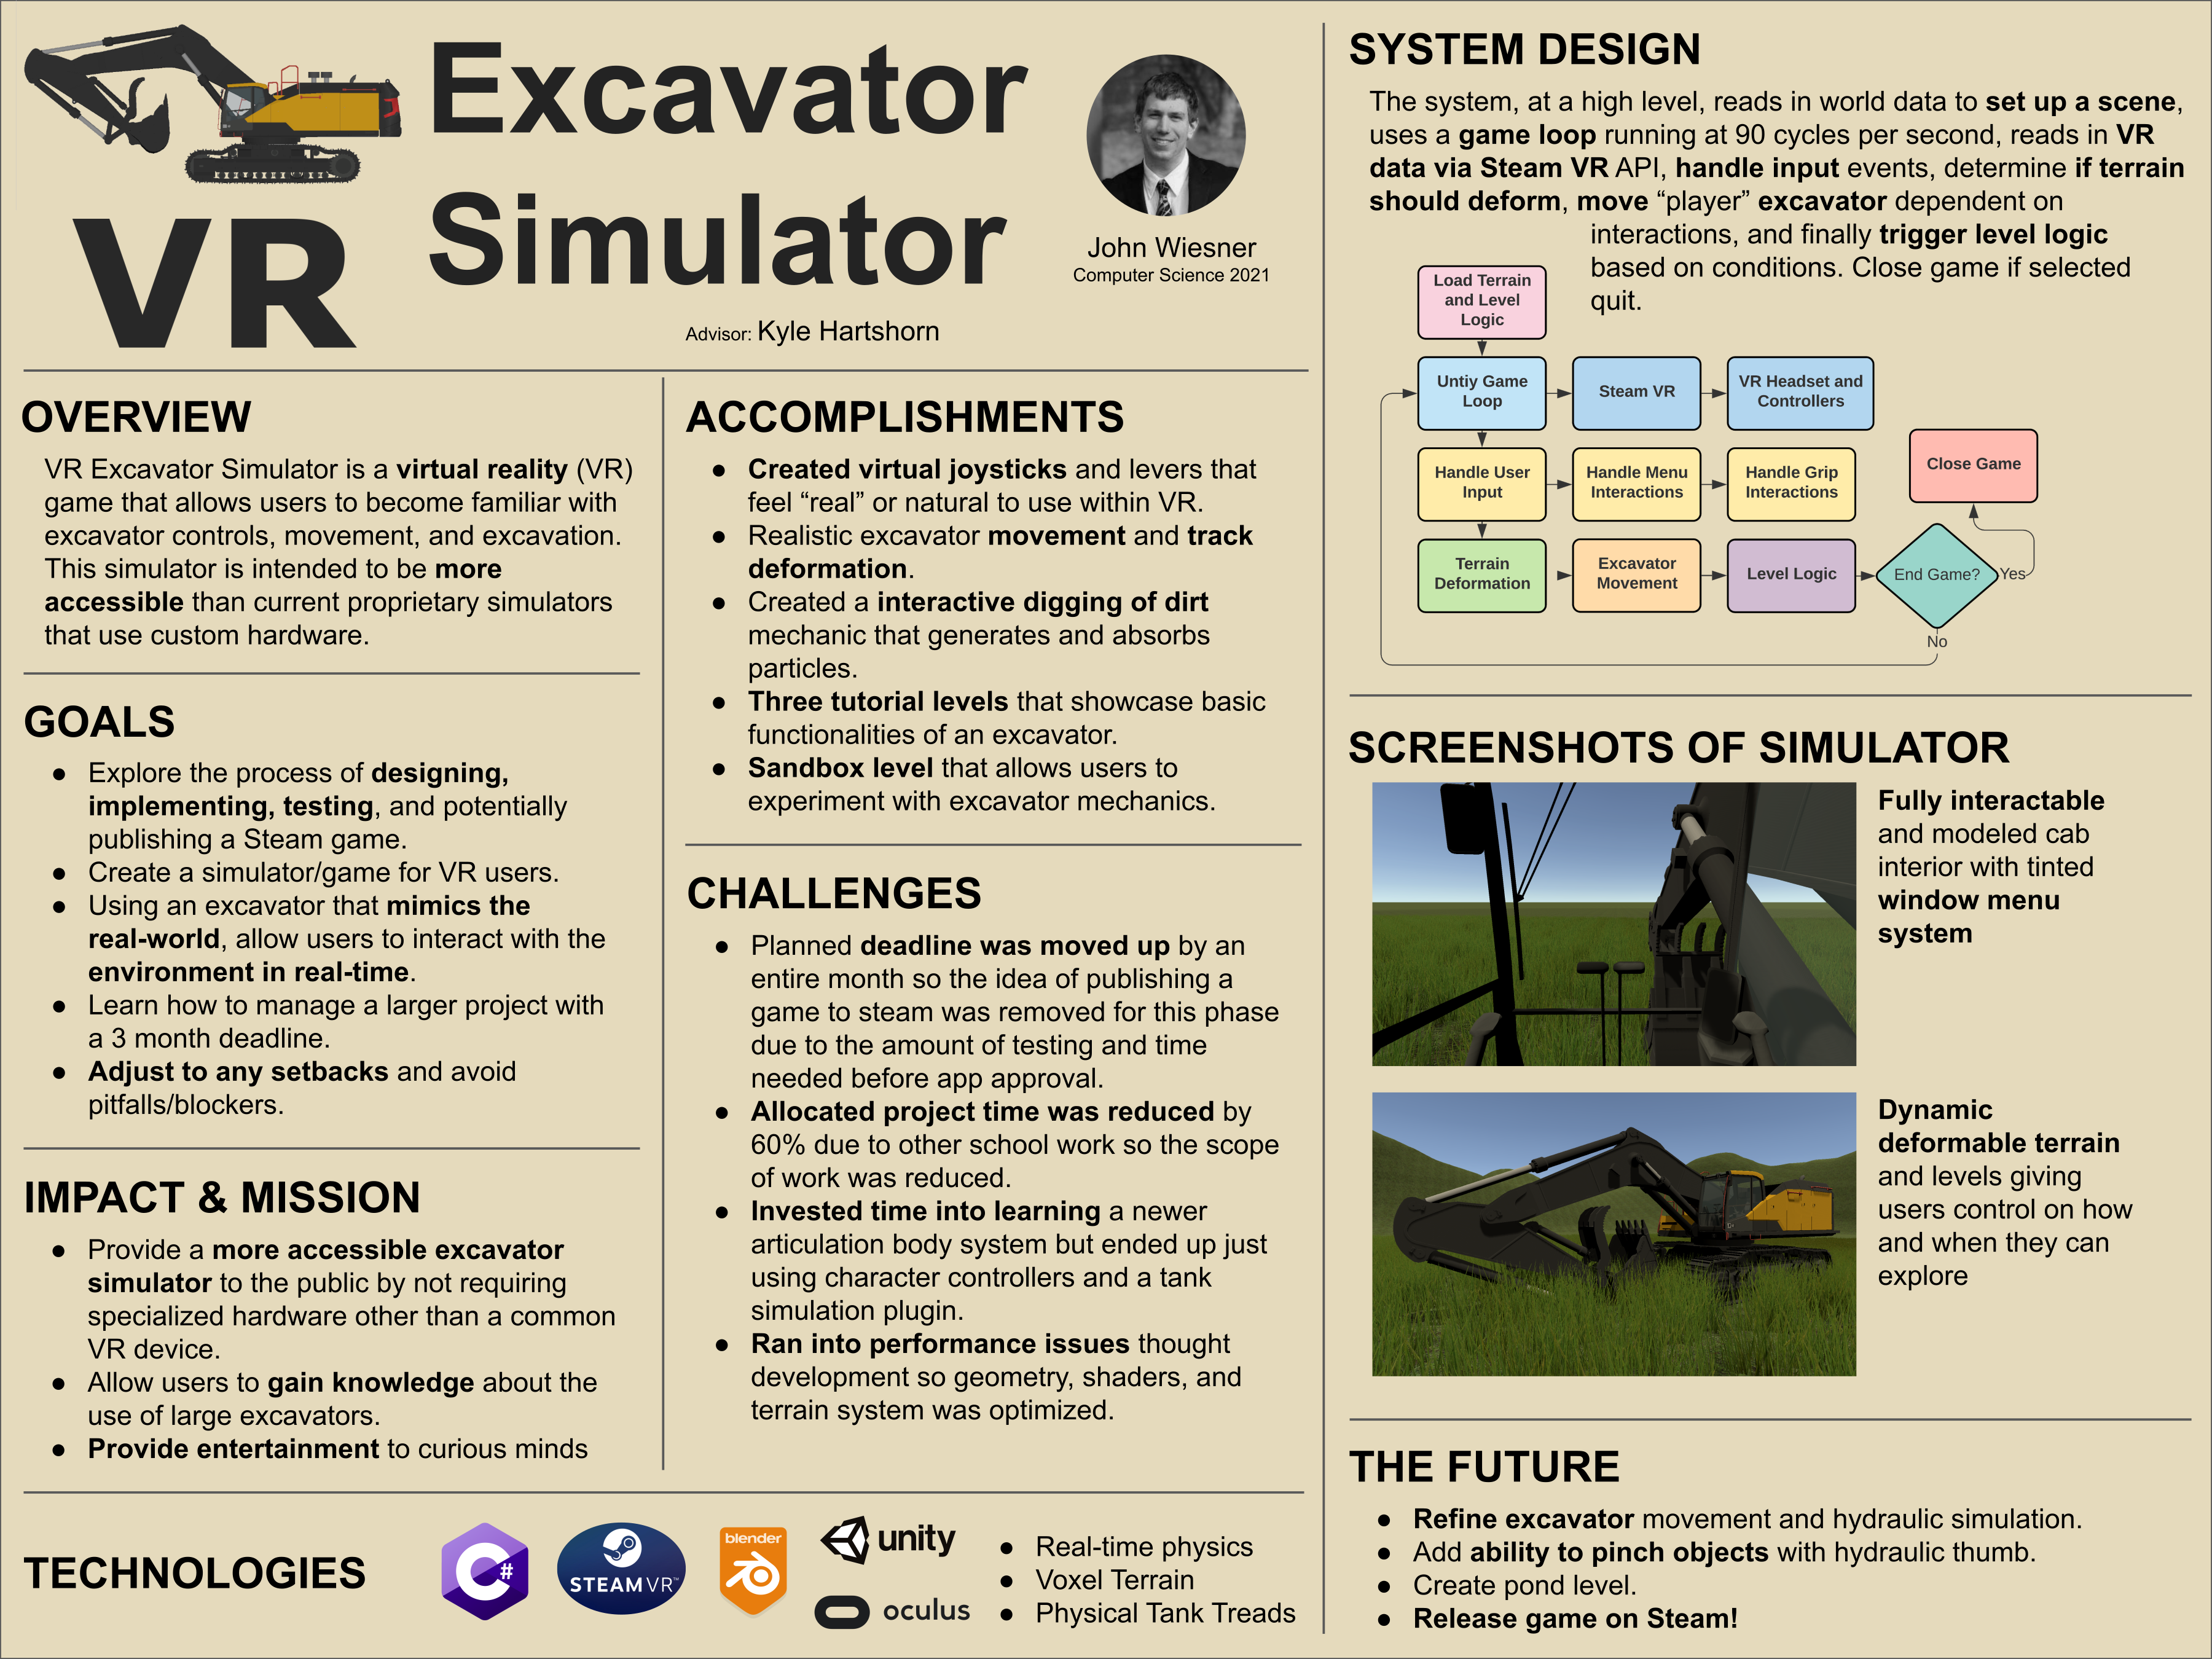 Excavator
Simulator
VR
John Wiesner
Computer Science 2021
Advisor: Kyle Hartshorn
OVERVIEW
VR Excavator Simulator is a virtual reality (VR)
game that allows users to become familiar with
excavator controls, movement, and excavation.
This simulator is intended to be more
accessible than current proprietary simulators
that use custom hardware.
GOALS
● Explore the process of designing,
implementing, testing, and potentially
publishing a Steam game.
● Create a simulator/game for VR users.
● Using an excavator that mimics the
real-world, allow users to interact with the
environment in real-time.
● Learn how to manage a larger project with
a 3 month deadline.
● Adjust to any setbacks and avoid
pitfalls/blockers.
IMPACT & MISSION
● Provide a more accessible excavator
simulator to the public by not requiring
specialized hardware other than a common
VR device.
● Allow users to gain knowledge about the
use of large excavators.
● Provide entertainment to curious minds
ACCOMPLISHMENTS
● Created virtual joysticks and levers that
feel “real” or natural to use within VR.
● Realistic excavator movement and track
deformation.
● Created a interactive digging of dirt
mechanic that generates and absorbs
particles.
● Three tutorial levels that showcase basic
functionalities of an excavator.
● Sandbox level that allows users to
experiment with excavator mechanics.
CHALLENGES
● Planned deadline was moved up by an
entire month so the idea of publishing a
game to steam was removed for this phase
due to the amount of testing and time
needed before app approval.
● Allocated project time was reduced by
60% due to other school work so the scope
of work was reduced.
● Invested time into learning a newer
articulation body system but ended up just
using character controllers and a tank
simulation plugin.
● Ran into performance issues thought
development so geometry, shaders, and
terrain system was optimized.
TECHNOLOGIES
C#
STEAM VR™
blender
unity
oculus
● Real-time physics
● Voxel Terrain
● Physical Tank Treads
SYSTEM DESIGN
The system, at a high level, reads in world data to set up a scene,
uses a game loop running at 90 cycles per second, reads in VR
data via Steam VR API, handle input events, determine if terrain
should deform, move “player” excavator dependent on
interactions, and finally trigger level logic
based on conditions. Close game if selected
quit.
Load Terrain
and Level
Logic
Untiy Game
Loop
Steam VR
VR Headset and
Controllers
Handle User
Input
Handle Menu
Interactions
Handle Grip
Interactions
Close Game
Terrain
Deformation
Excavator
Movement
Level Logic
End Game?
Yes
No
SCREENSHOTS OF SIMULATOR
Fully interactable
and modeled cab
interior with tinted
window menu
system
Dynamic
deformable terrain
and levels giving
users control on how
and when they can
explore
THE FUTURE
● Refine excavator movement and hydraulic simulation.
● Add ability to pinch objects with hydraulic thumb.
● Create pond level.
● Release game on Steam!